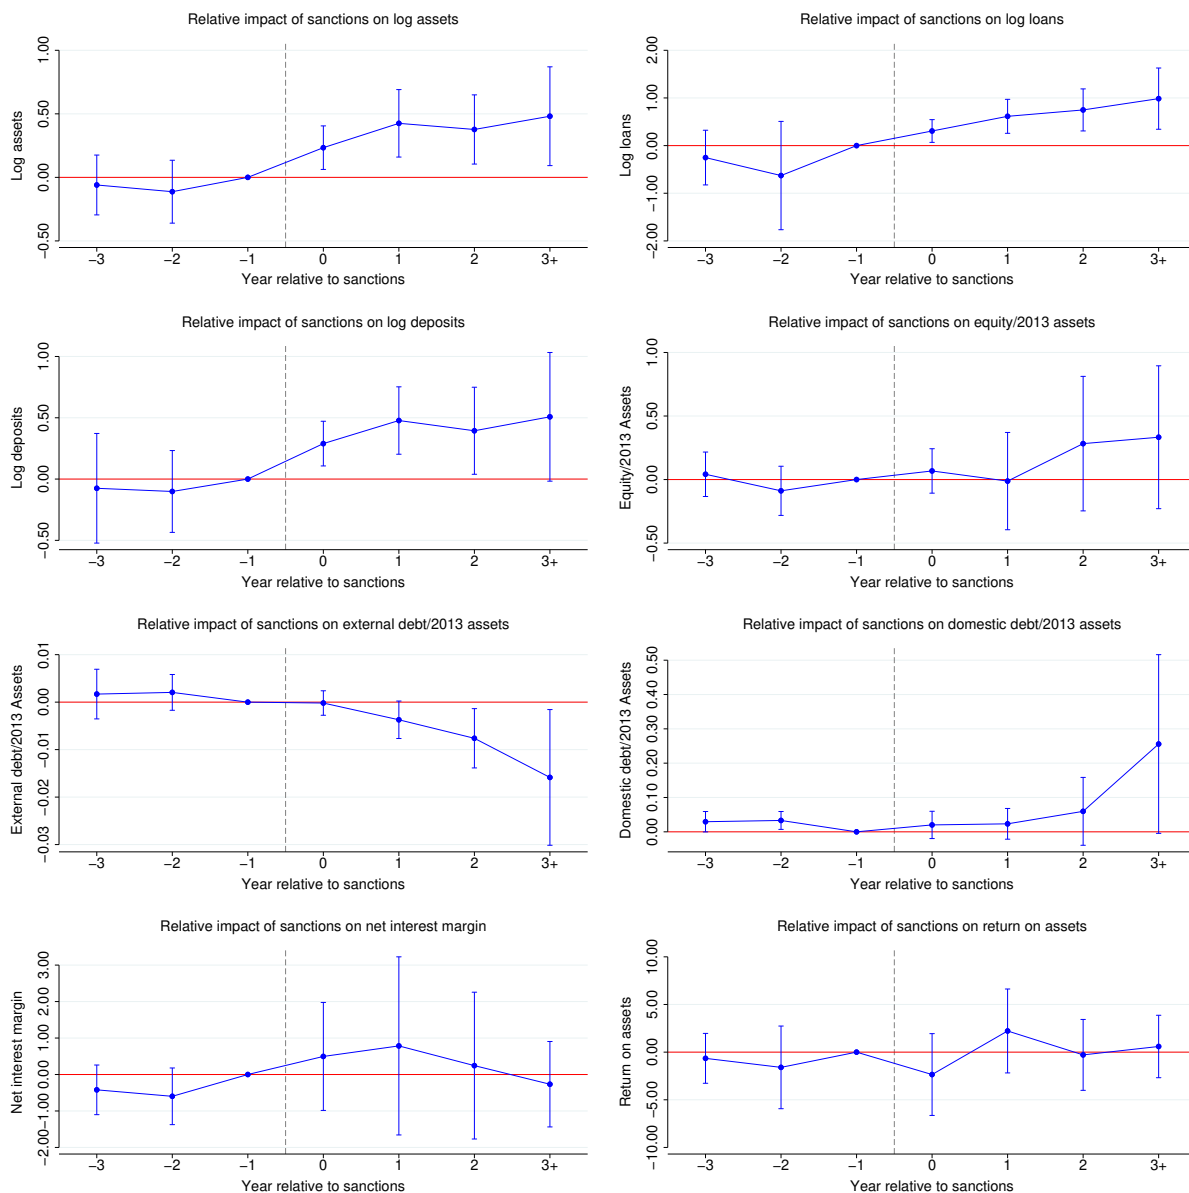 Relative impact of sanctions on log assets
Log assets
1.00
0.50
0.00
−0.50
−3 −2 −1 0 1 2 3+
Year relative to sanctions
Relative impact of sanctions on log loans
Log loans
2.00
1.00
0.00
−1.00
−2.00
−3 −2 −1 0 1 2 3+
Year relative to sanctions
Relative impact of sanctions on log deposits
Log deposits
1.00
0.50
0.00
−0.50
−3 −2 −1 0 1 2 3+
Year relative to sanctions
Relative impact of sanctions on equity/2013 assets
Equity/2013 Assets
1.00
0.50
0.00
−0.50
−3 −2 −1 0 1 2 3+
Year relative to sanctions
Relative impact of sanctions on external debt/2013 assets
External debt/2013 Assets
0.01
0.00
−0.01
−0.02
−0.03
−3 −2 −1 0 1 2 3+
Year relative to sanctions
Relative impact of sanctions on domestic debt/2013 assets
Domestic debt/2013 Assets
0.50
0.40
0.30
0.20
0.10
0.00
−3 −2 −1 0 1 2 3+
Year relative to sanctions
Relative impact of sanctions on net interest margin
Net interest margin
3.00
2.00
1.00
0.00
−1.00
−2.00
−3 −2 −1 0 1 2 3+
Year relative to sanctions
Relative impact of sanctions on return on assets
Return on assets
10.00
5.00
0.00
−5.00
−10.00
−3 −2 −1 0 1 2 3+
Year relative to sanctions